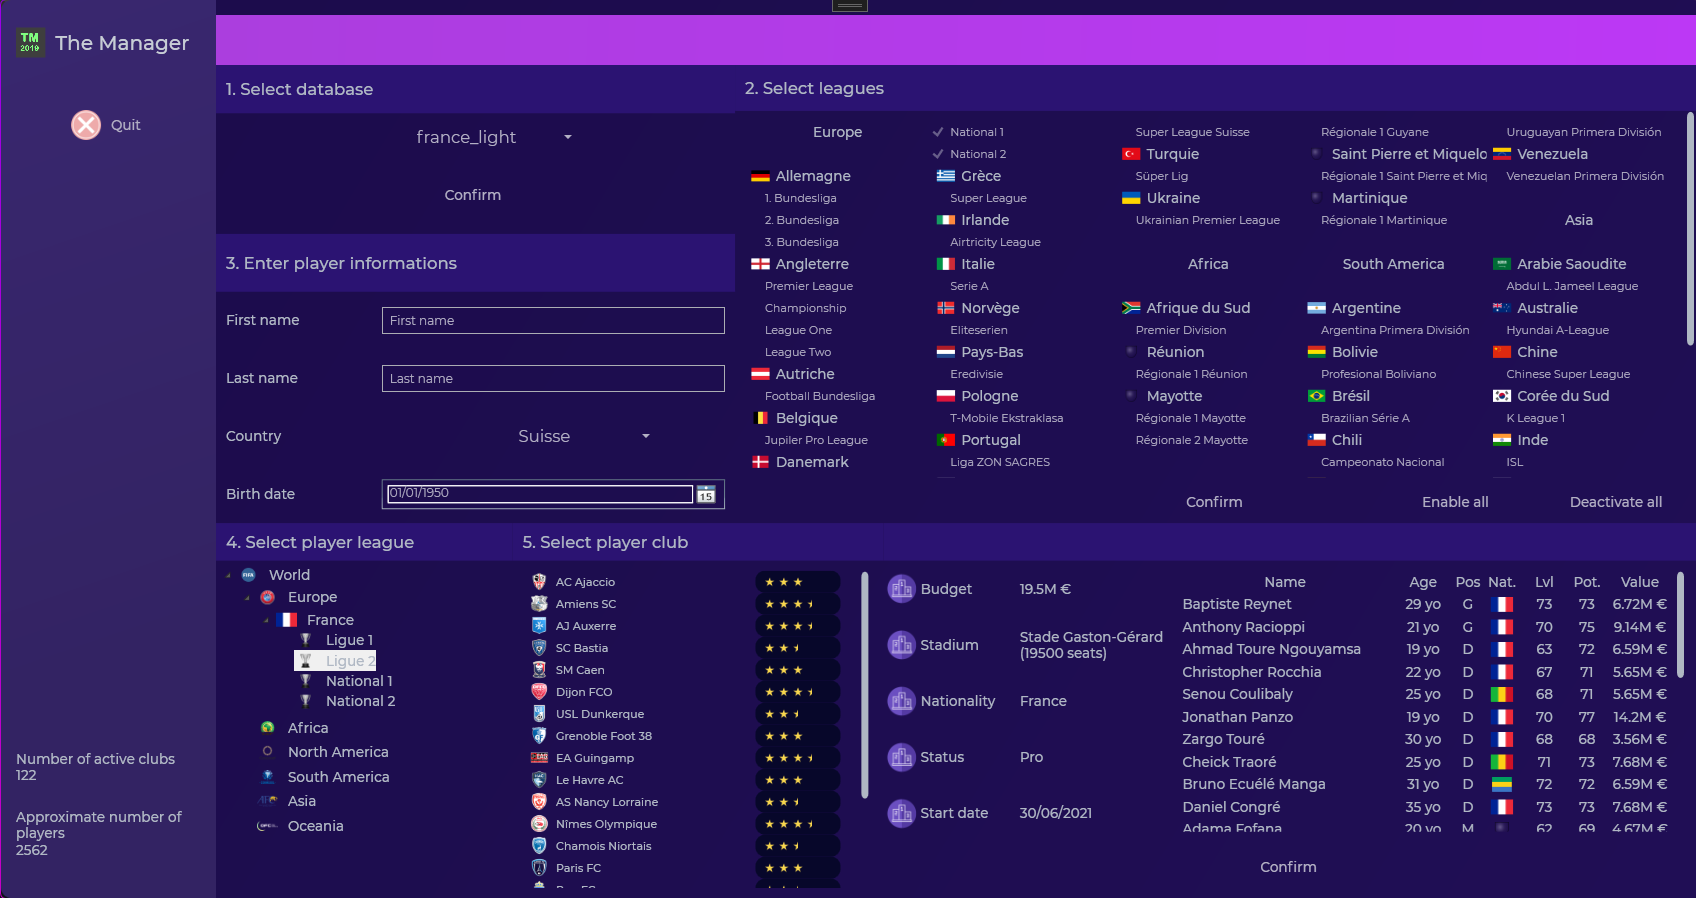 TM
2019
The Manager
Quit
Number of active clubs
122
Approximate number of
players
2562
1. Select database
france_light
Confirm
3. Enter player informations
First name
First name
Last name
Last name
Country
Suisse
Birth date
01/01/1950
15
2. Select leagues
Europe
Allemagne
1. Bundesliga
2. Bundesliga
3. Bundesliga
Angleterre
Premier League
Championship
League One
League Two
Autriche
Football Bundesliga
Belgique
Jupiler Pro League
Danemark
National 1
National 2
Grèce
Super League
Irlande
Airtricity League
Italie
Serie A
Norvège
Eliteserien
Pays-Bas
Eredivisie
Pologne
T-Mobile Ekstraklasa
Portugal
Liga ZON SAGRES
Super League Suisse
Turquie
Süper Lig
Ukraine
Ukrainian Premier League
Africa
Afrique du Sud
Premier Division
Réunion
Régionale 1 Réunion
Mayotte
Régionale 1 Mayotte
Régionale 2 Mayotte
Régionale 1 Guyane
Saint Pierre et Miquelo
Régionale 1 Saint Pierre et Miq
Martinique
Régionale 1 Martinique
South America
Argentine
Argentina Primera División
Bolivie
Profesional Boliviano
Brésil
Brazilian Série A
Chili
Campeonato Nacional
Uruguayan Primera División
Venezuela
Venezuelan Primera División
Asia
Arabie Saoudite
Abdul L. Jameel League
Australie
Hyundai A-League
Chine
Chinese Super League
Corée du Sud
K League 1
Inde
ISL
Confirm
Enable all
Deactivate all
4. Select player league
World
Europe
France
Ligue 1
Ligue 2
National 1
National 2
Africa
North America
South America
Asia
Oceania
5. Select player club
AC Ajaccio
Amiens SC
AJ Auxerre
SC Bastia
SM Caen
Dijon FCO
USL Dunkerque
Grenoble Foot 38
EA Guingamp
Le Havre AC
AS Nancy Lorraine
Nîmes Olympique
Chamois Niortais
Paris FC
Budget 19.5M €
Stadium Stade Gaston-Gérard
(19500 seats)
Nationality France
Status Pro
Start date 30/06/2021
Name Age Pos Nat. Lvl Pot. Value
Baptiste Reynet 29 yo G 73 73 6.72M €
Anthony Racioppi 21 yo G 70 75 9.14M €
Ahmad Toure Ngouyamsa 19 yo D 63 72 6.59M €
Christopher Rocchia 22 yo D 67 71 5.65M €
Senou Coulibaly 25 yo D 68 71 5.65M €
Jonathan Panzo 19 yo D 70 77 14.2M €
Zargo Touré 30 yo D 68 68 3.56M €
Cheick Traoré 25 yo D 71 73 7.68M €
Bruno Ecuélé Manga 31 yo D 72 72 6.59M €
Daniel Congré 35 yo D 73 73 7.68M €
Adama Fofana 20 yo M 62 69 4.67M €
Confirm